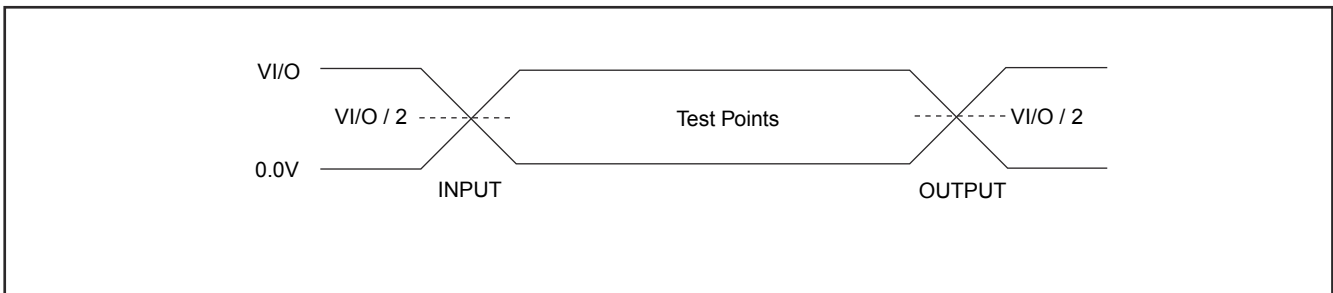 VI/O
VI/O / 2
Test Points
VI/O / 2
0.0V
INPUT
OUTPUT